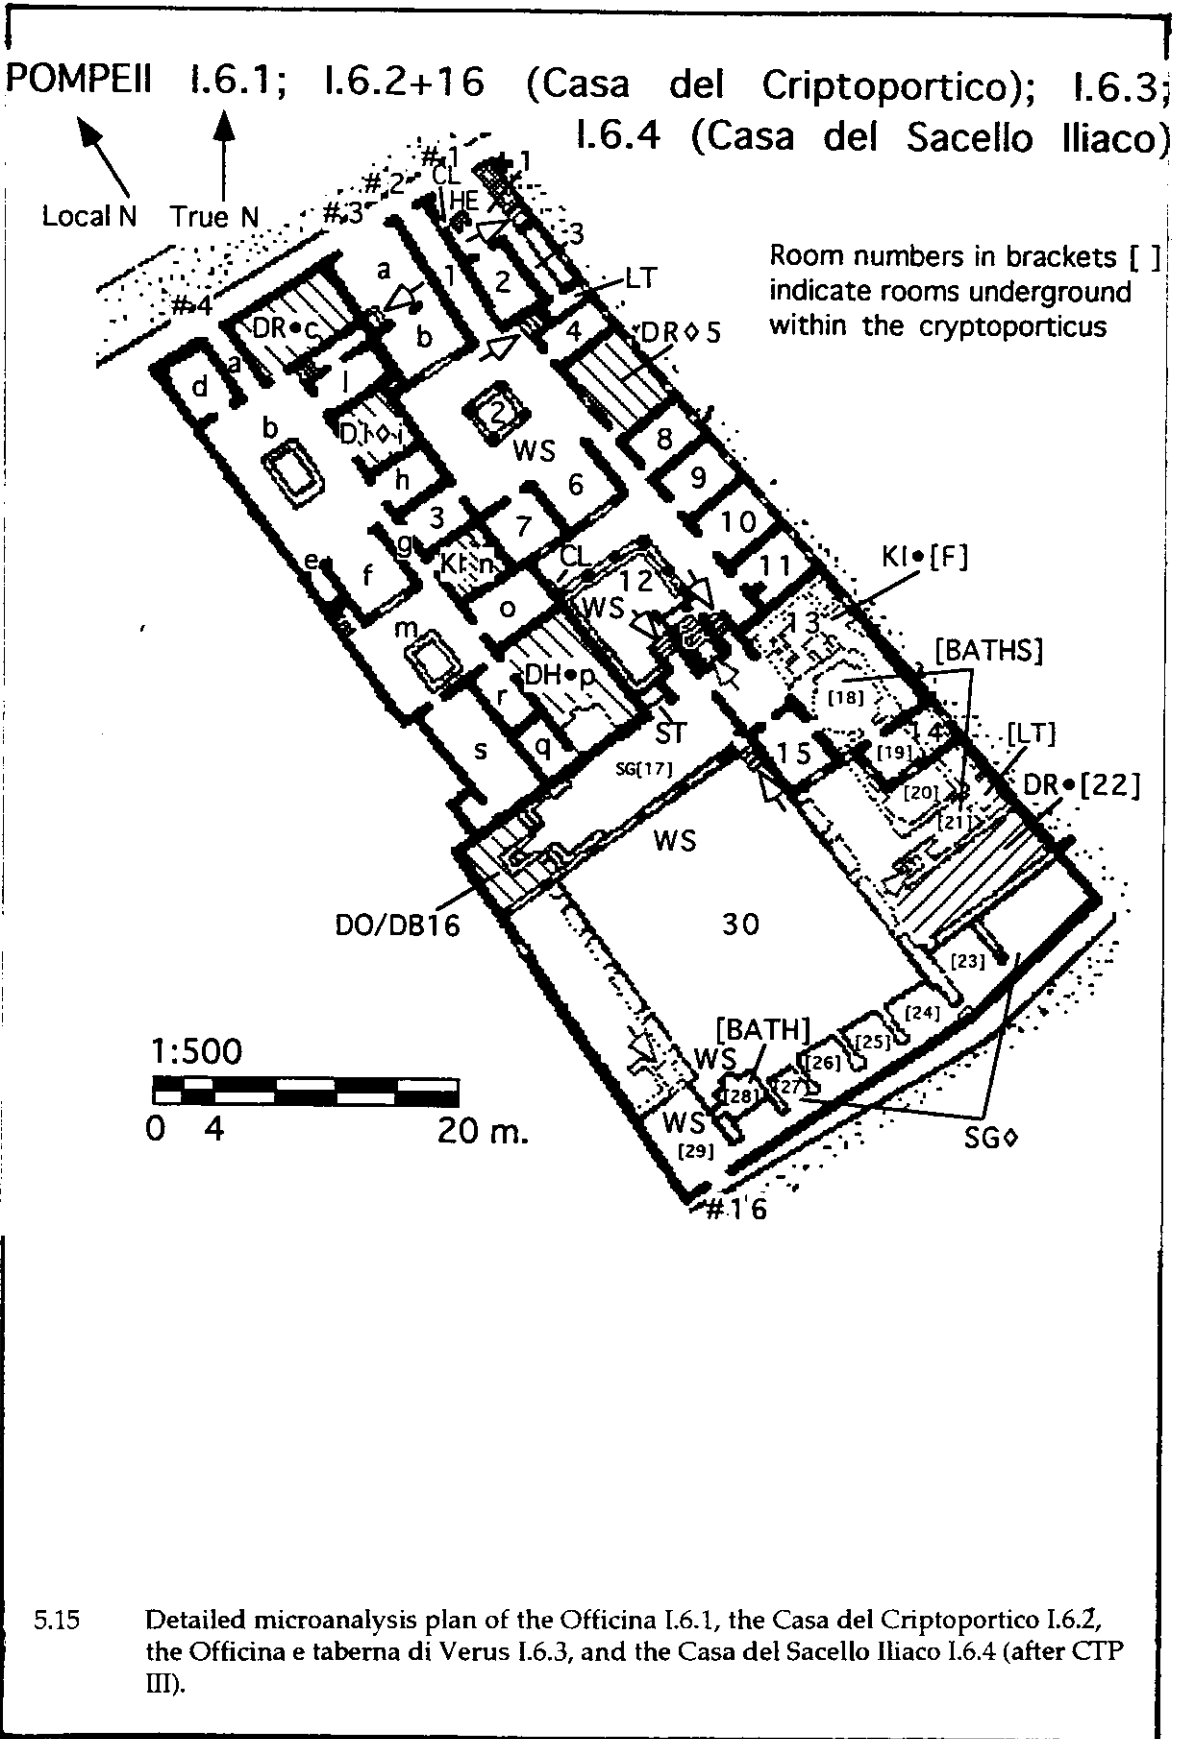 POMPEII I.6.1; I.6.2+16 (Casa del Criptoportico); I.6.3;
I.6.4 (Casa del Sacello Iliaco)
Local N True N
Room numbers in brackets [ ]
indicate rooms underground
within the cryptoporticus
#.1
#.2
#.3
#.4
CL
HE
1
3
2
1
a
LT
4
DR◊5
DR•c
b
l
a
d
b
2
WS
8
9
6
10
h
3
7
11
g
CL
12
KI•[F]
e
f
o
WS
13
m
[BATHS]
DH•p
[18]
r
14
[LT]
ST
15
[19]
s
q
SG[17]
[20]
DR•[22]
[21]
WS
DO/DB16
30
[23]
[24]
[BATH]
[25]
WS
[26]
[27]
[28]
WS
[29]
SG◊
#.16
1:500
0 4 20 m.
5.15 Detailed microanalysis plan of the Officina I.6.1, the Casa del Criptoportico I.6.2,
the Officina e taberna di Verus I.6.3, and the Casa del Sacello Iliaco I.6.4 (after CTP
III).